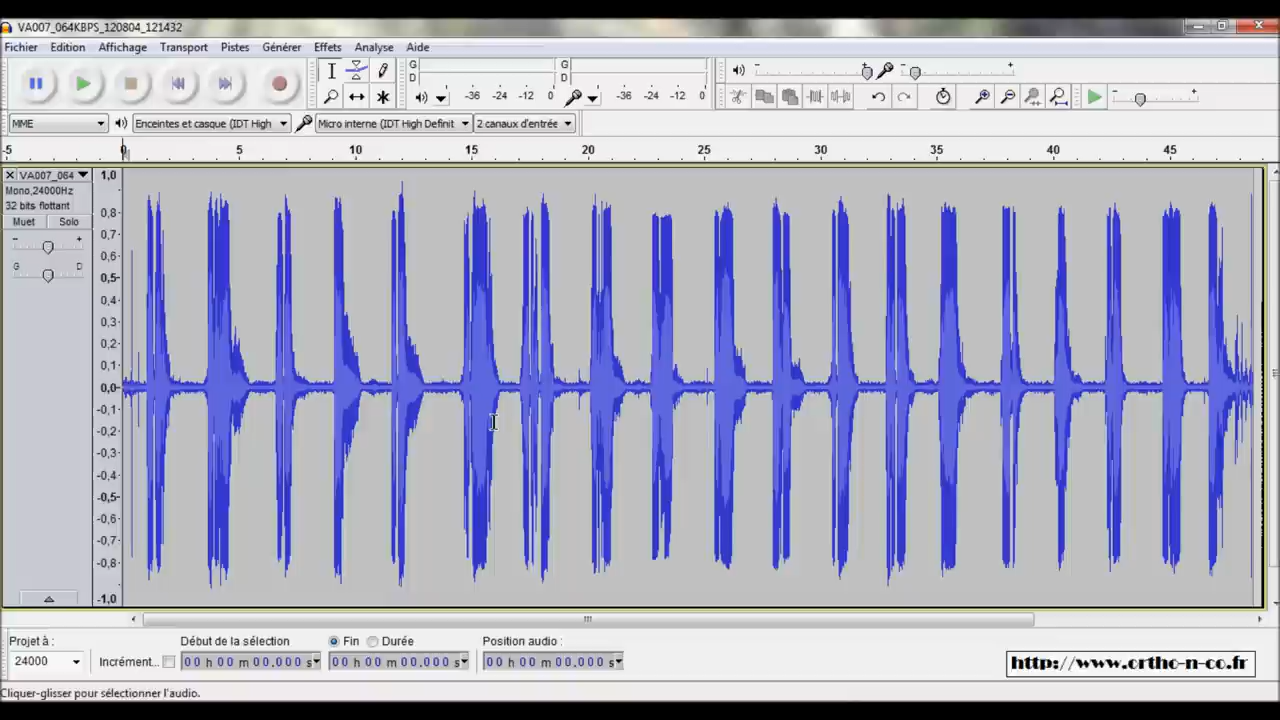 VA007_064KBPS_120804_121432
Fichier Edition Affichage Transport Pistes Générer Effets Analyse Aide
G G
D -36 -24 -12 0 D -36 -24 -12 0
MME Enceintes et casque (IDT High Micro interne (IDT High Definit 2 canaux d'entrée
-5 0 5 10 15 20 25 30 35 40 45
VA007_064
Mono,24000Hz
32 bits flottant
Muet Solo
- +
G D
1,0
0,8
0,7
0,6
0,5
0,4
0,3
0,2
0,1
0,0
-0,1
-0,2
-0,3
-0,4
-0,5
-0,6
-0,7
-0,8
-1,0
Projet à : Début de la sélection Fin Durée Position audio :
24000 Incrément... 00 h 00 m 00.000 s 00 h 00 m 00.000 s 00 h 00 m 00.000 s
http://www.ortho-n-co.fr
Cliquer-glisser pour sélectionner l'audio.